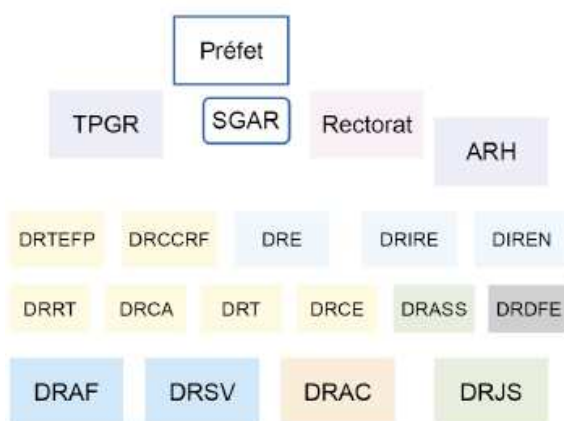 Préfet
TPGR SGAR Rectorat
ARH
DRTEFP DRCCRF DRE DRIRE DIREN
DRRT DRCA DRT DRCE DRASS DRDFE
DRAF DRSV DRAC DRJS